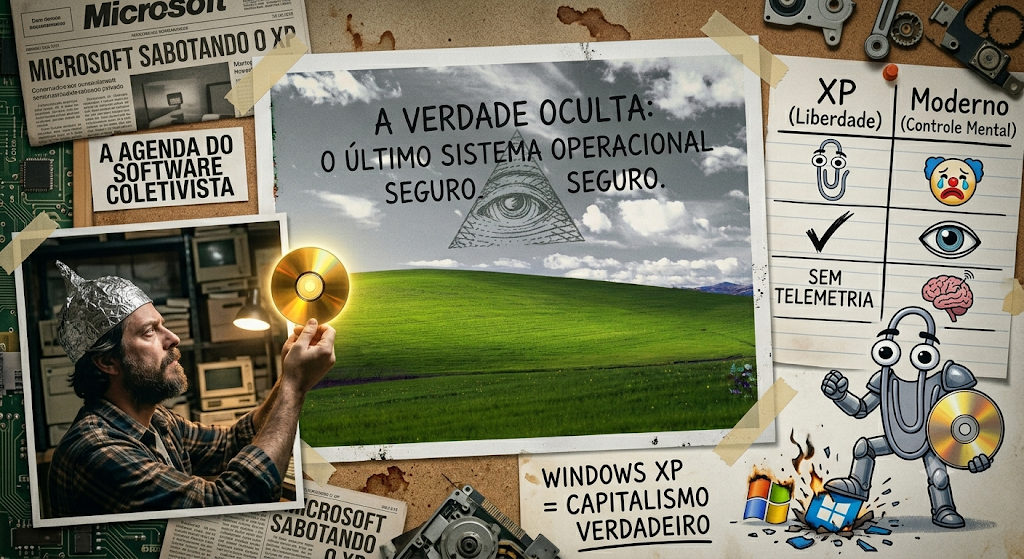 Microsoft
MICROSOFT SABOTANDO O XP
A AGENDA DO
SOFTWARE
COLETIVISTA
A VERDADE OCULTA:
O ÚLTIMO SISTEMA OPERACIONAL
SEGURO SEGURO.
XP
(Liberdade)
Moderno
(Controle Mental)
SEM
TELEMETRIA
WINDOWS XP
= CAPITALISMO
VERDADEIRO
MICROSOFT
SABOTANDO
O XP